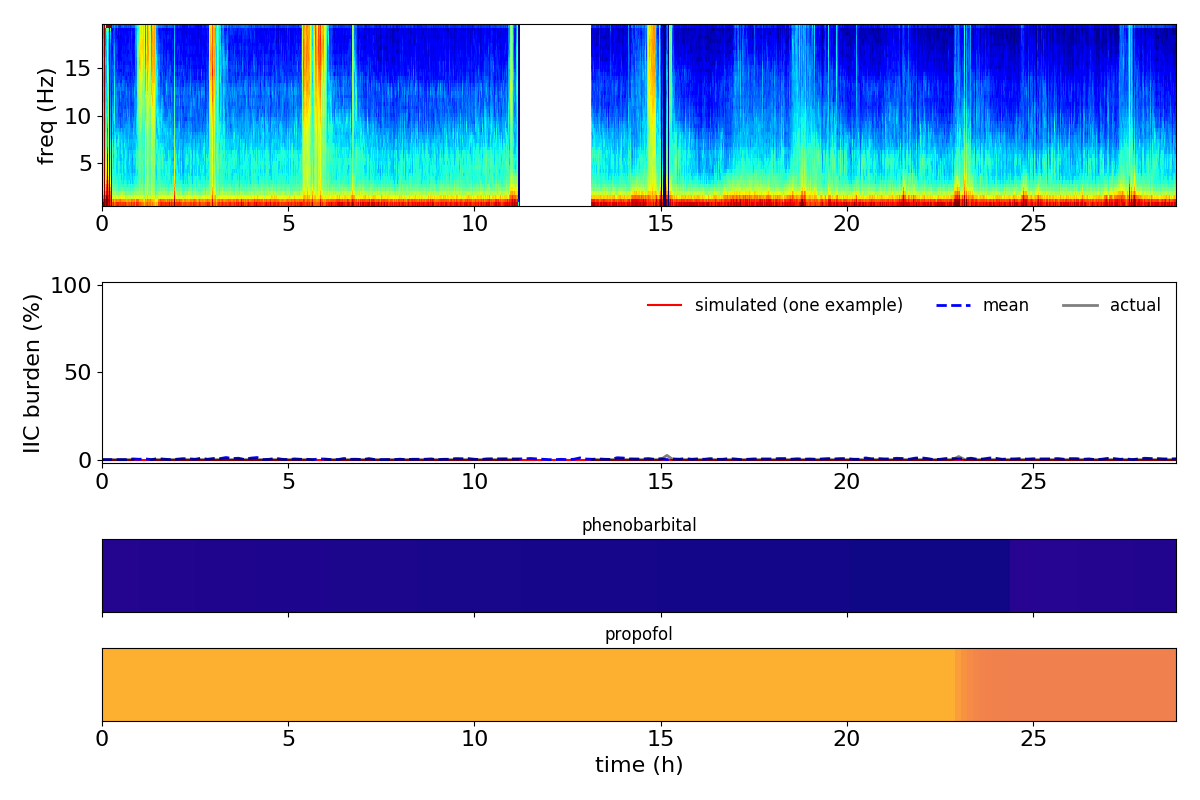 freq (Hz)
15
10
5
0 5 10 15 20 25
IIC burden (%)
100
50
0
simulated (one example) mean actual
0 5 10 15 20 25
phenobarbital
propofol
0 5 10 15 20 25
time (h)